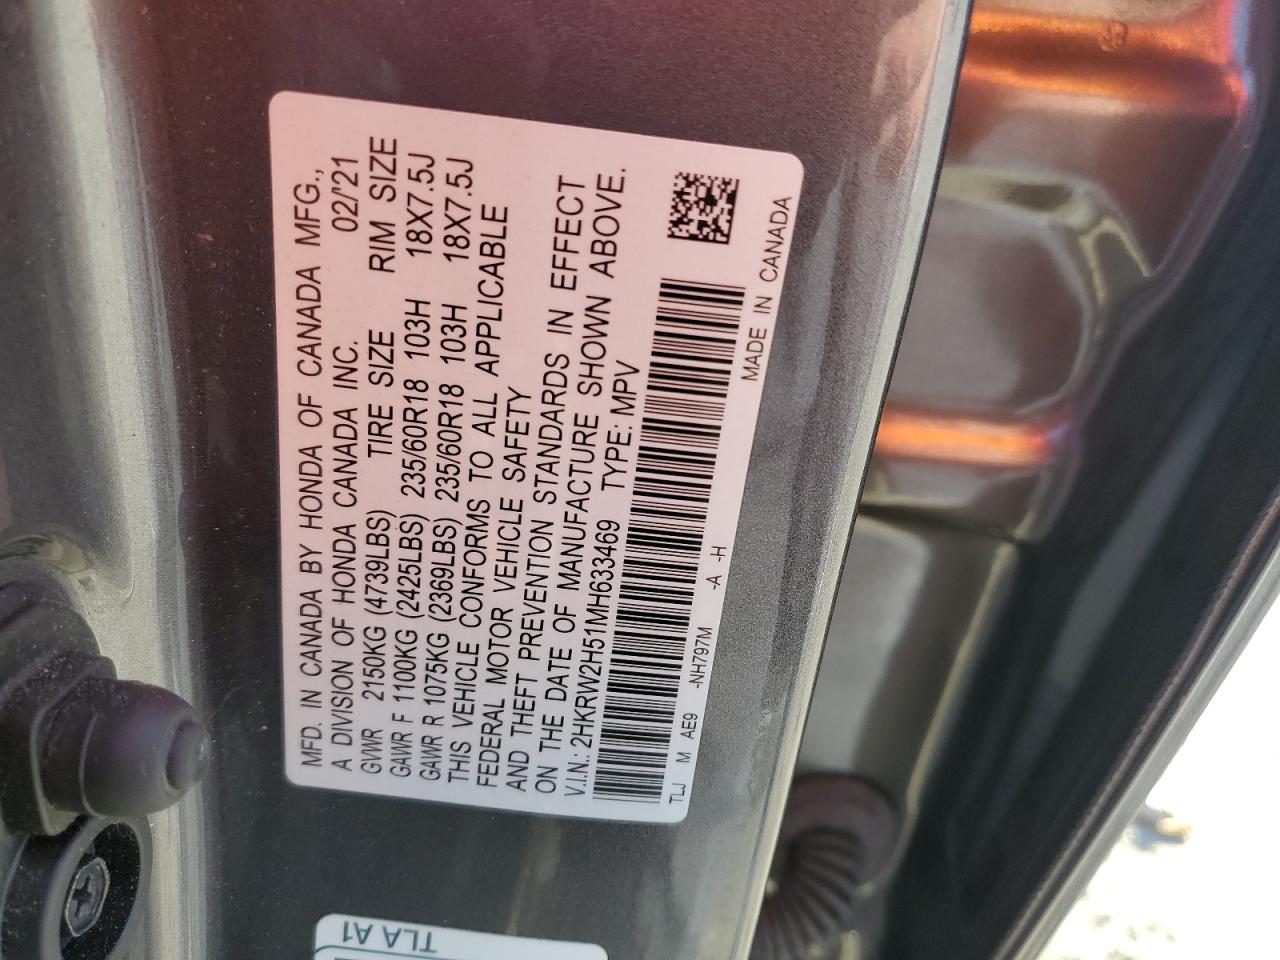 MFD. IN CANADA BY HONDA OF CANADA MFG.,
A DIVISION OF HONDA CANADA INC. 02/'21
GVWR 2150KG (4739LBS) TIRE SIZE RIM SIZE
GAWR F 1100KG (2425LBS) 235/60R18 103H 18X7.5J
GAWR R 1075KG (2369LBS) 235/60R18 103H 18X7.5J
THIS VEHICLE CONFORMS TO ALL APPLICABLE
FEDERAL MOTOR VEHICLE SAFETY
AND THEFT PREVENTION STANDARDS IN EFFECT
ON THE DATE OF MANUFACTURE SHOWN ABOVE.
V.I.N.: 2HKRW2H51MH633469 TYPE: MPV
TLJ M AE9 -NH797M -A -H
MADE IN CANADA
TLA A1